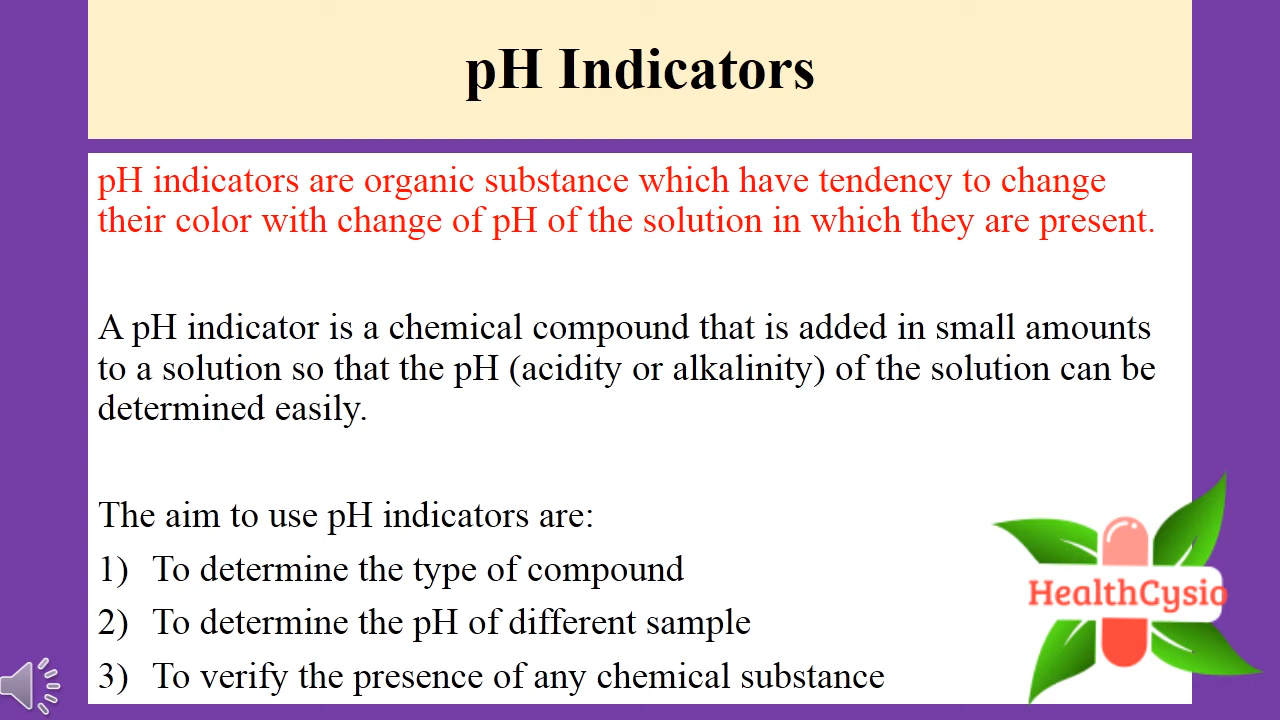 pH Indicators
pH indicators are organic substance which have tendency to change
their color with change of pH of the solution in which they are present.
A pH indicator is a chemical compound that is added in small amounts
to a solution so that the pH (acidity or alkalinity) of the solution can be
determined easily.
The aim to use pH indicators are:
1) To determine the type of compound
2) To determine the pH of different sample
3) To verify the presence of any chemical substance
HealthCysio